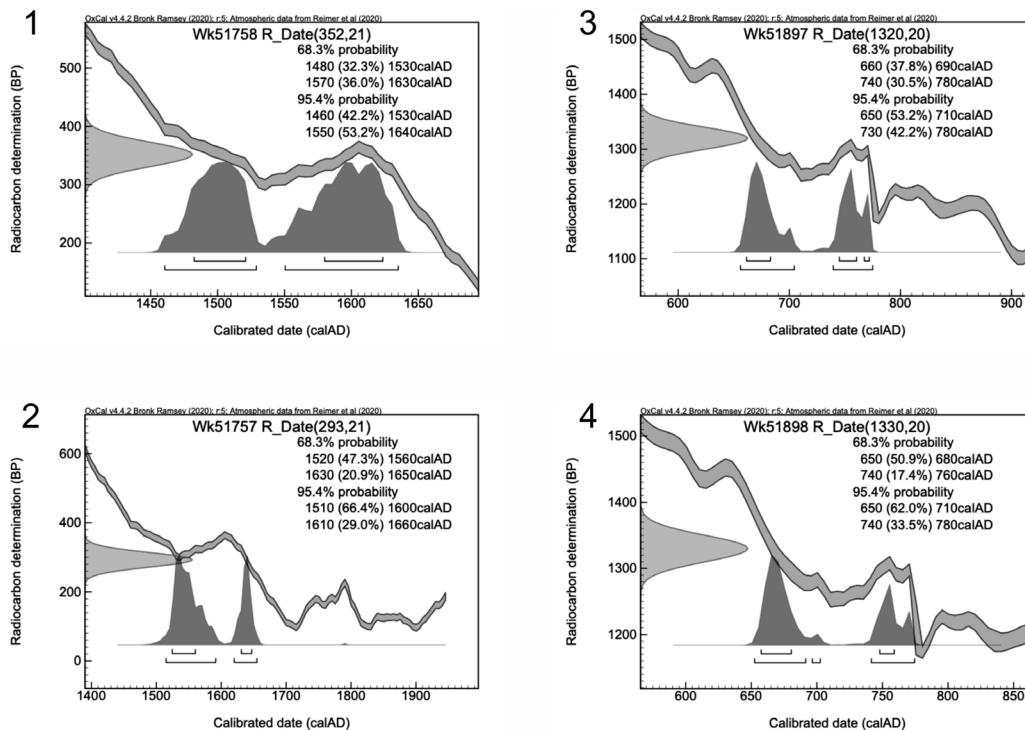 1
OxCal v4.4.2 Bronk Ramsey (2020); r:5; Atmospheric data from Reimer et al (2020)
Wk51758 R_Date(352,21)
68.3% probability
1480 (32.3%) 1530calAD
1570 (36.0%) 1630calAD
95.4% probability
1460 (42.2%) 1530calAD
1550 (53.2%) 1640calAD
Radiocarbon determination (BP)
500
400
300
200
1450 1500 1550 1600 1650
Calibrated date (calAD)
3
OxCal v4.4.2 Bronk Ramsey (2020); r:5; Atmospheric data from Reimer et al (2020)
Wk51897 R_Date(1320,20)
68.3% probability
660 (37.8%) 690calAD
740 (30.5%) 780calAD
95.4% probability
650 (53.2%) 710calAD
730 (42.2%) 780calAD
Radiocarbon determination (BP)
1500
1400
1300
1200
1100
600 700 800 900
Calibrated date (calAD)
2
OxCal v4.4.2 Bronk Ramsey (2020); r:5; Atmospheric data from Reimer et al (2020)
Wk51757 R_Date(293,21)
68.3% probability
1520 (47.3%) 1560calAD
1630 (20.9%) 1650calAD
95.4% probability
1510 (66.4%) 1600calAD
1610 (29.0%) 1660calAD
Radiocarbon determination (BP)
600
400
200
0
1400 1500 1600 1700 1800 1900
Calibrated date (calAD)
4
OxCal v4.4.2 Bronk Ramsey (2020); r:5; Atmospheric data from Reimer et al (2020)
Wk51898 R_Date(1330,20)
68.3% probability
650 (50.9%) 680calAD
740 (17.4%) 760calAD
95.4% probability
650 (62.0%) 710calAD
740 (33.5%) 780calAD
Radiocarbon determination (BP)
1500
1400
1300
1200
600 650 700 750 800 850
Calibrated date (calAD)